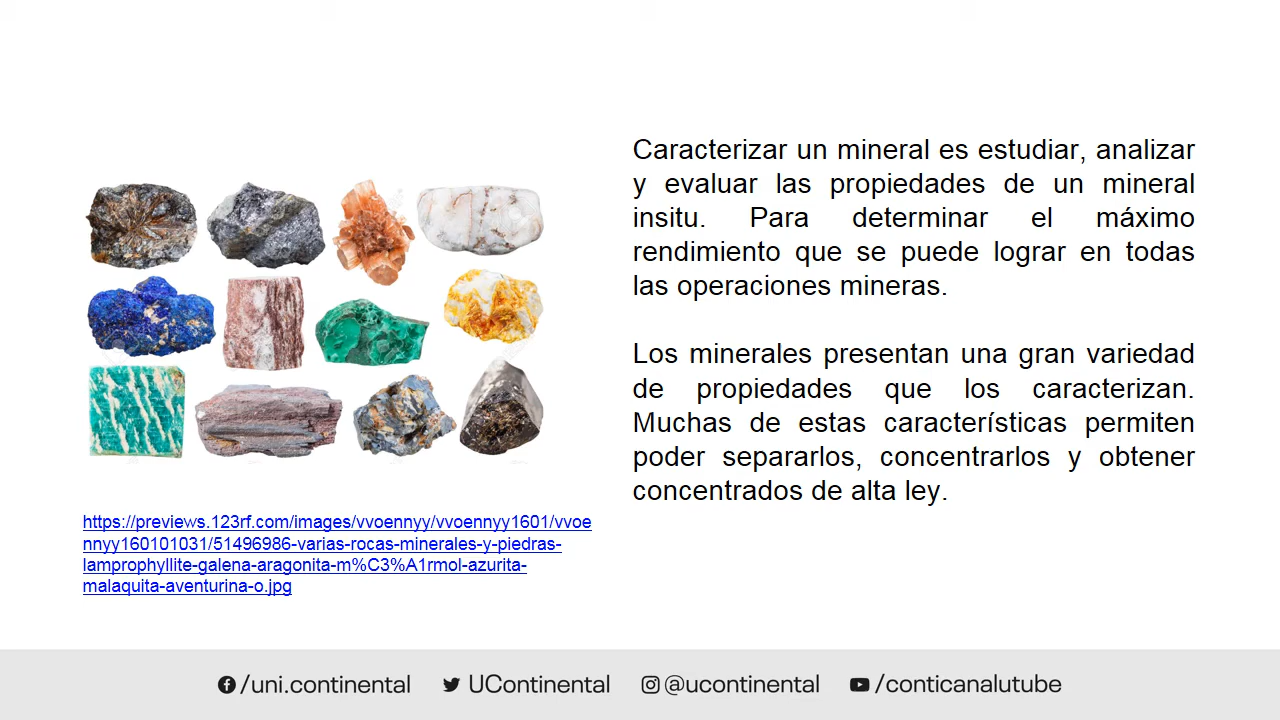 Caracterizar un mineral es estudiar, analizar
y evaluar las propiedades de un mineral
insitu. Para determinar el máximo
rendimiento que se puede lograr en todas
las operaciones mineras.
Los minerales presentan una gran variedad
de propiedades que los caracterizan.
Muchas de estas características permiten
poder separarlos, concentrarlos y obtener
concentrados de alta ley.
https://previews.123rf.com/images/vvoennyy/vvoennyy1601/vvoe
nnyy160101031/51496986-varias-rocas-minerales-y-piedras-
lamprophyllite-galena-aragonita-m%C3%A1rmol-azurita-
malaquita-aventurina-o.jpg
/uni.continental UContinental @ucontinental /conticanalutube